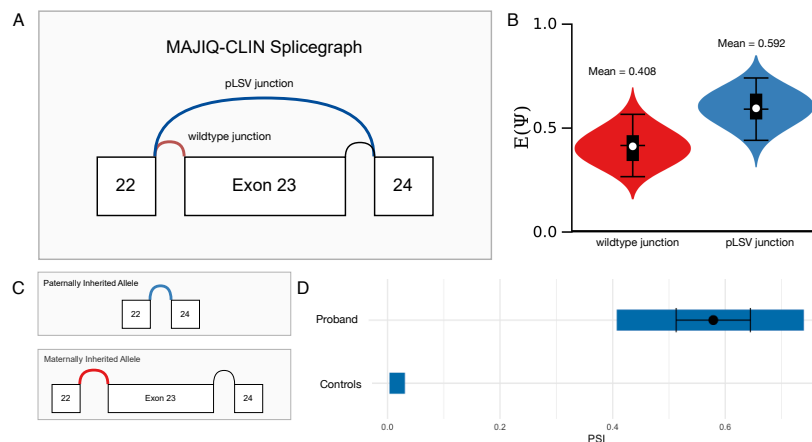 A
MAJIQ-CLIN Splicegraph
pLSV junction
wildtype junction
22
Exon 23
24
B
1.0
Mean = 0.592
Mean = 0.408
E(Ψ)
0.5
0.0
wildtype junction
pLSV junction
C
Paternally Inherited Allele
22
24
Maternally Inherited Allele
22
Exon 23
24
D
Proband
Controls
0.0
0.2
0.4
0.6
PSI